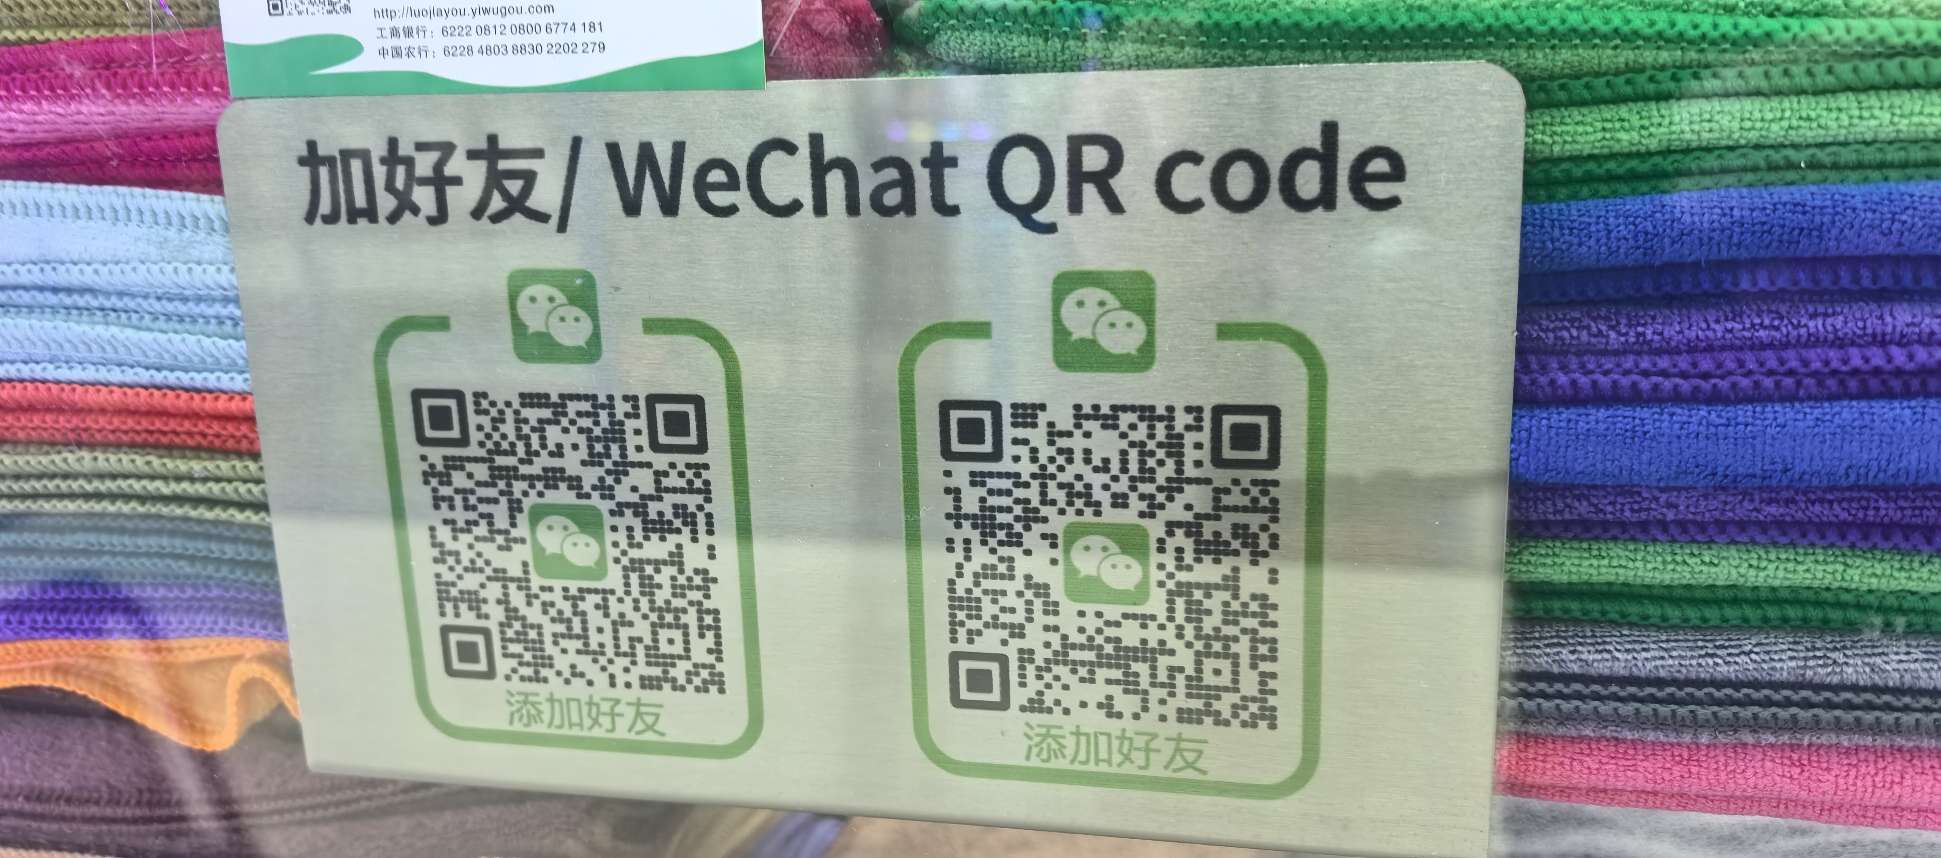 http://luojiayou.yiwugou.com
工商银行：6222 0812 0800 6774 181
中国农行：6228 4803 8830 2202 279
加好友/ WeChat QR code
添加好友
添加好友